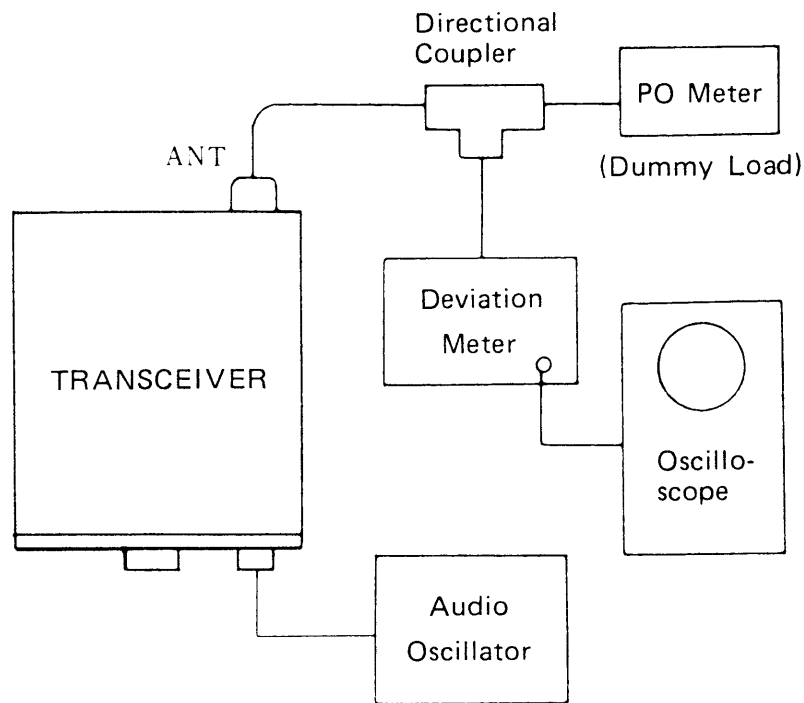 Directional
Coupler
PO Meter
(Dummy Load)
ANT
Deviation
Meter
TRANSCEIVER
Oscillo-
scope
Audio
Oscillator